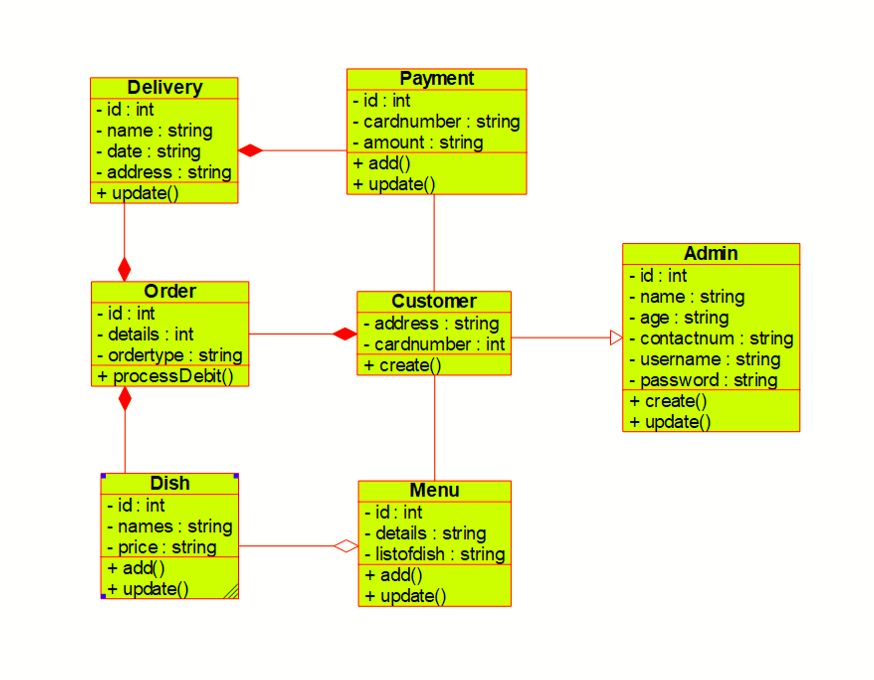 Delivery
- id : int
- name : string
- date : string
- address : string
+ update()
Payment
- id : int
- cardnumber : string
- amount : string
+ add()
+ update()
Order
- id : int
- details : int
- ordertype : string
+ processDebit()
Customer
- address : string
- cardnumber : int
+ create()
Admin
- id : int
- name : string
- age : string
- contactnum : string
- username : string
- password : string
+ create()
+ update()
Dish
- id : int
- names : string
- price : string
+ add()
+ update()
Menu
- id : int
- details : string
- listofdish : string
+ add()
+ update()